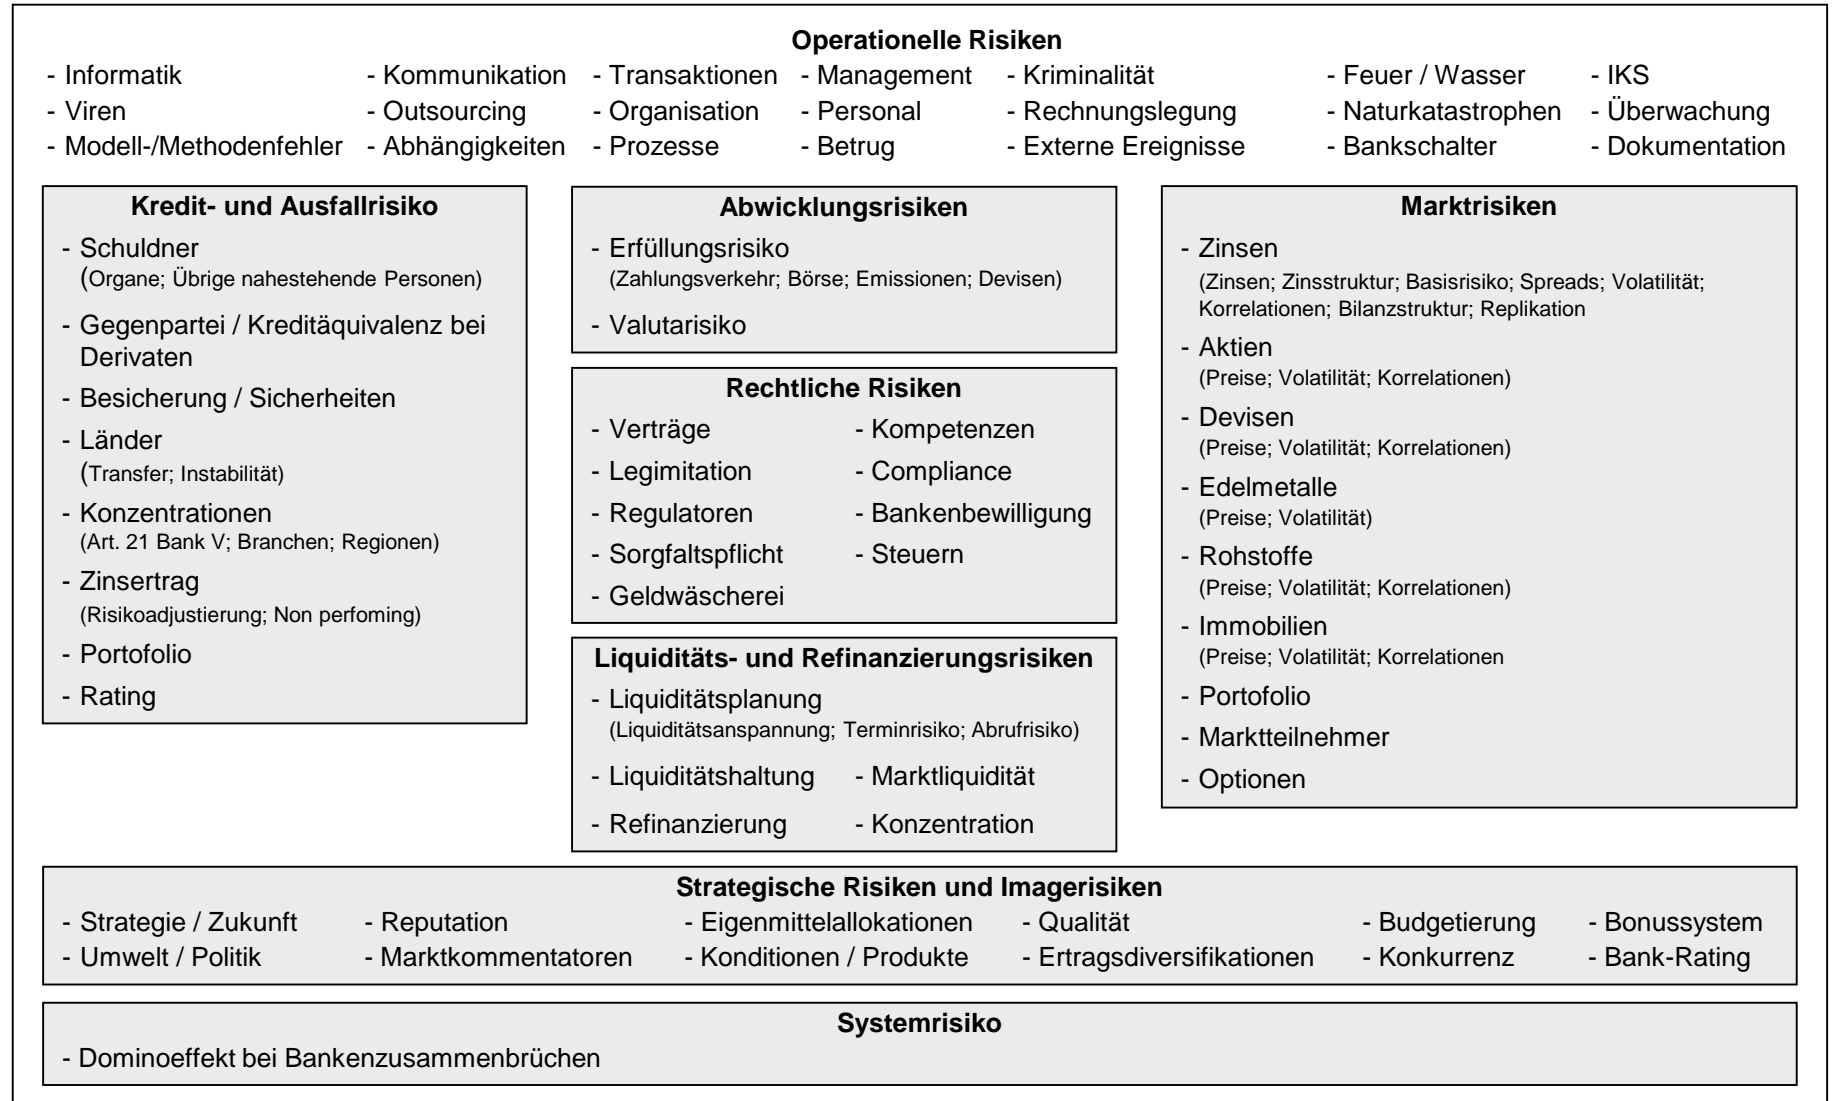 Operationelle Risiken
- Informatik - Kommunikation - Transaktionen - Management - Kriminalität - Feuer / Wasser - IKS
- Viren - Outsourcing - Organisation - Personal - Rechnungslegung - Naturkatastrophen - Überwachung
- Modell-/Methodenfehler - Abhängigkeiten - Prozesse - Betrug - Externe Ereignisse - Bankschalter - Dokumentation
Kredit- und Ausfallrisiko
- Schuldner
(Organe; Übrige nahestehende Personen)
- Gegenpartei / Kreditäquivalenz bei
Derivaten
- Besicherung / Sicherheiten
- Länder
(Transfer; Instabilität)
- Konzentrationen
(Art. 21 Bank V; Branchen; Regionen)
- Zinsertrag
(Risikoadjustierung; Non perfoming)
- Portofolio
- Rating
Abwicklungsrisiken
- Erfüllungsrisiko
(Zahlungsverkehr; Börse; Emissionen; Devisen)
- Valutarisiko
Rechtliche Risiken
- Verträge - Kompetenzen
- Legimitation - Compliance
- Regulatoren - Bankenbewilligung
- Sorgfaltspflicht - Steuern
- Geldwäscherei
Liquiditäts- und Refinanzierungsrisiken
- Liquiditätsplanung
(Liquiditätsanspannung; Terminrisiko; Abrufrisiko)
- Liquiditätshaltung - Marktliquidität
- Refinanzierung - Konzentration
Marktrisiken
- Zinsen
(Zinsen; Zinsstruktur; Basisrisiko; Spreads; Volatilität;
Korrelationen; Bilanzstruktur; Replikation
- Aktien
(Preise; Volatilität; Korrelationen)
- Devisen
(Preise; Volatilität; Korrelationen)
- Edelmetalle
(Preise; Volatilität)
- Rohstoffe
(Preise; Volatilität; Korrelationen)
- Immobilien
(Preise; Volatilität; Korrelationen
- Portofolio
- Marktteilnehmer
- Optionen
Strategische Risiken und Imagerisiken
- Strategie / Zukunft - Reputation - Eigenmittelallokationen - Qualität - Budgetierung - Bonussystem
- Umwelt / Politik - Marktkommentatoren - Konditionen / Produkte - Ertragsdiversifikationen - Konkurrenz - Bank-Rating
Systemrisiko
- Dominoeffekt bei Bankenzusammenbrüchen